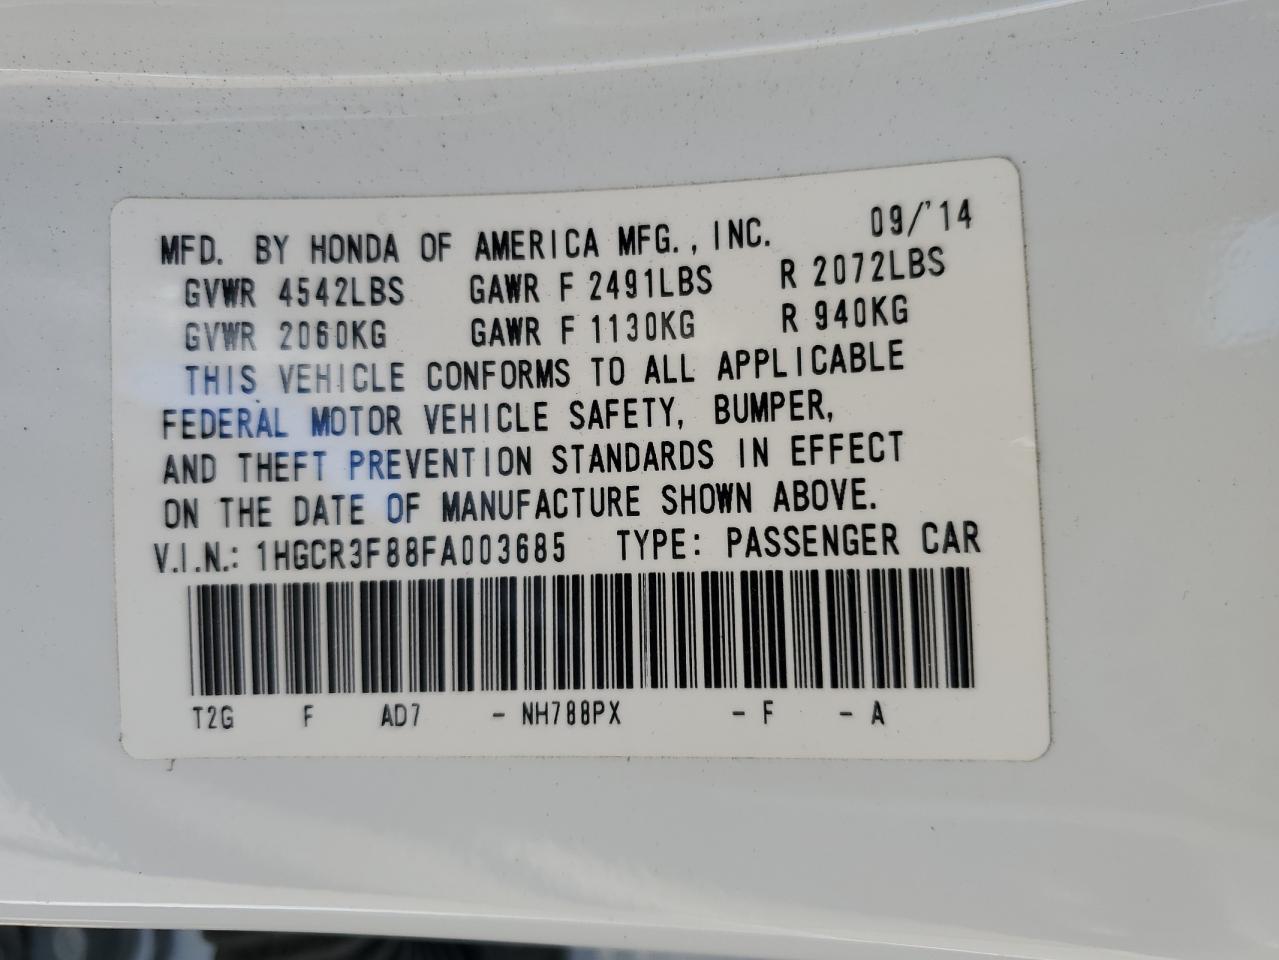 MFD. BY HONDA OF AMERICA MFG., INC. 09/'14
GVWR 4542LBS GAWR F 2491LBS R 2072LBS
GVWR 2060KG GAWR F 1130KG R 940KG
THIS VEHICLE CONFORMS TO ALL APPLICABLE
FEDERAL MOTOR VEHICLE SAFETY, BUMPER,
AND THEFT PREVENTION STANDARDS IN EFFECT
ON THE DATE OF MANUFACTURE SHOWN ABOVE.
V.I.N.: 1HGCR3F88FA003685 TYPE: PASSENGER CAR
T2G F AD7 - NH788PX - F - A